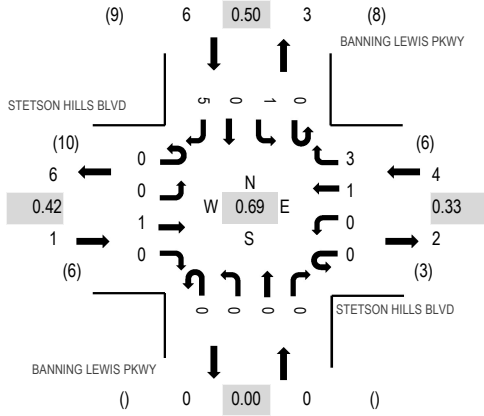 (9) 6 0.50 3 (8)
BANNING LEWIS PKWY
STETSON HILLS BLVD
5 0 1 0
(10) 0 3 (6)
6 0 1 4
0.42 N 0.33
W 0.69 E
1 1 S 0 2
(6) 0 0 (3)
0 0 0 0
STETSON HILLS BLVD
BANNING LEWIS PKWY
() 0 0.00 0 ()